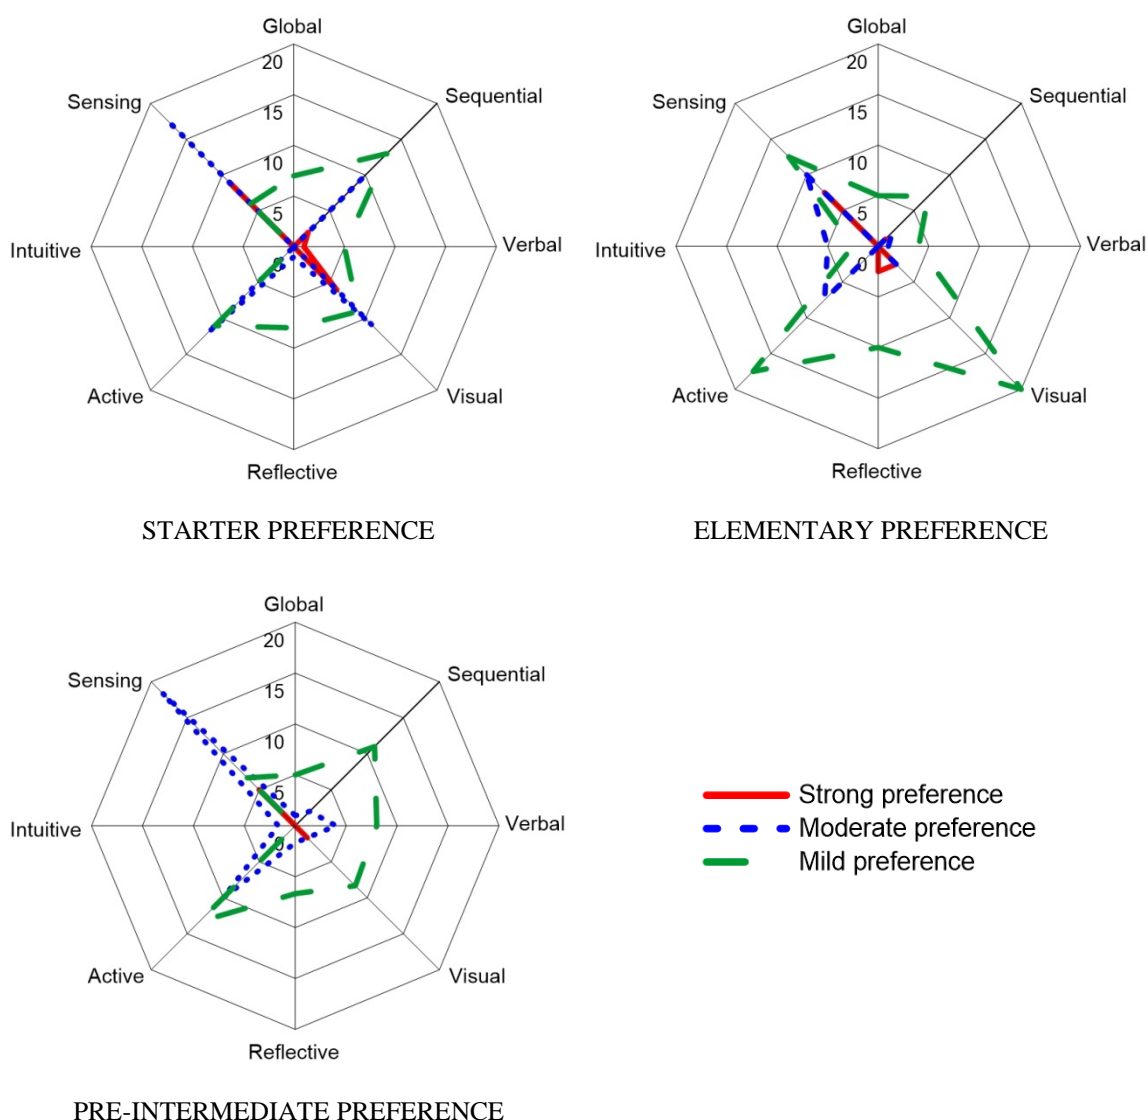 Global
20
Sensing
Sequential
15
10
5
Intuitive
0
Verbal
Active
Visual
Reflective
STARTER PREFERENCE
Global
20
Sensing
Sequential
15
10
5
Intuitive
0
Verbal
Active
Visual
Reflective
ELEMENTARY PREFERENCE
Global
20
Sensing
Sequential
15
10
5
Intuitive
0
Verbal
Active
Visual
Reflective
PRE-INTERMEDIATE PREFERENCE
Strong preference
Moderate preference
Mild preference